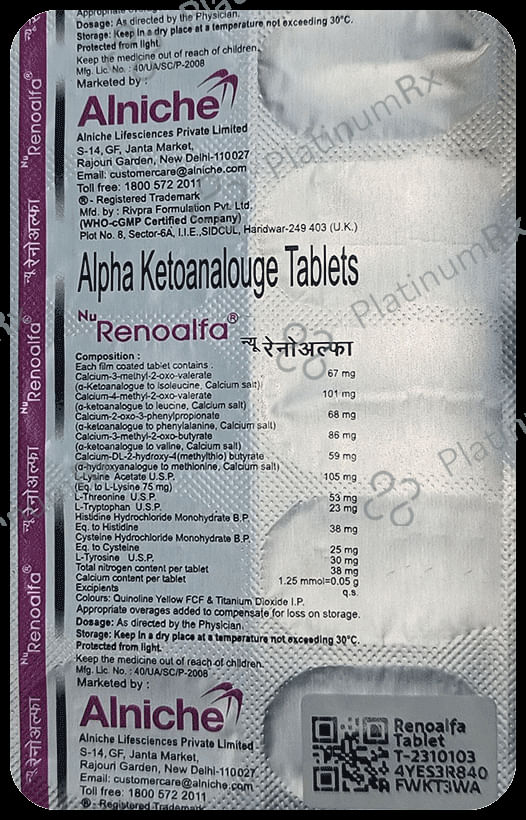 Appropriate overages
Dosage: As directed by the Physician.
Storage: Keep in a dry place at a temperature not exceeding 30°C.
Protected from light.
Keep the medicine out of reach of children.
Mfg. Lic. No. : 40/UA/SC/P-2008
Marketed by :
Alniche
Alniche Lifesciences Private Limited
S-14, GF, Janta Market,
Rajouri Garden, New Delhi-110027
Email: customercare@alniche.com
Toll free: 1800 572 2011
® - Registered Trademark
Mfd by : Rivpra Formulation Pvt. Ltd.
(WHO-cGMP Certified Company)
Plot No. 8, Sector-6A, I.I.E.,SIDCUL, Haridwar-249 403 (U.K.)
Alpha Ketoanalouge Tablets
Nu Renoalfa®
न्यू रेनोअल्फा
Composition :
Each film coated tablet contains :
Calcium-3-methyl-2-oxo-valerate 67 mg
(α-Ketoanalogue to isoleucine, Calcium salt)
Calcium-4-methyl-2-oxo-valerate 101 mg
(α-ketoanalogue to leucine, Calcium salt)
Calcium-2-oxo-3-phenylpropionate 68 mg
(α-ketoanalogue to phenylalanine, Calcium salt)
Calcium-3-methyl-2-oxo-butyrate 86 mg
(α-ketoanalogue to valine, Calcium salt)
Calcium-DL-2-hydroxy-4(methylthio) butyrate 59 mg
(α-hydroxyanalogue to methionine, Calcium salt)
L-Lysine Acetate U.S.P. 105 mg
(Eq. to L-Lysine 75 mg)
L-Threonine U.S.P. 53 mg
L-Tryptophan U.S.P. 23 mg
Histidine Hydrochloride Monohydrate B.P.
Eq. to Histidine 38 mg
Cysteine Hydrochloride Monohydrate B.P.
Eq. to Cysteine 25 mg
L-Tyrosine U.S.P. 30 mg
Total nitrogen content per tablet 38 mg
Calcium content per tablet 1.25 mmol=0.05 g
Excipients q.s.
Colours: Quinoline Yellow FCF & Titanium Dioxide I.P.
Appropriate overages added to compensate for loss on storage.
Dosage: As directed by the Physician.
Storage: Keep in a dry place at a temperature not exceeding 30°C.
Protected from light.
Keep the medicine out of reach of children.
Mfg. Lic. No. : 40/UA/SC/P-2008
Marketed by :
Alniche
Alniche Lifesciences Private Limited
S-14, GF, Janta Market,
Rajouri Garden, New Delhi-110027
Email: customercare@alniche.com
Toll free: 1800 572 2011
® - Registered Trademark
Renoalfa
Tablet
T-2310103
4YES3R840
FWKT3WA
Nu Renoalfa®
न्यू रेनोअल्फा
Nu Renoalfa®
न्यू रेनोअल्फा
Nu Renoalfa®
न्यू रेनोअल्फा
PlatinumRx
PlatinumRx
PlatinumRx